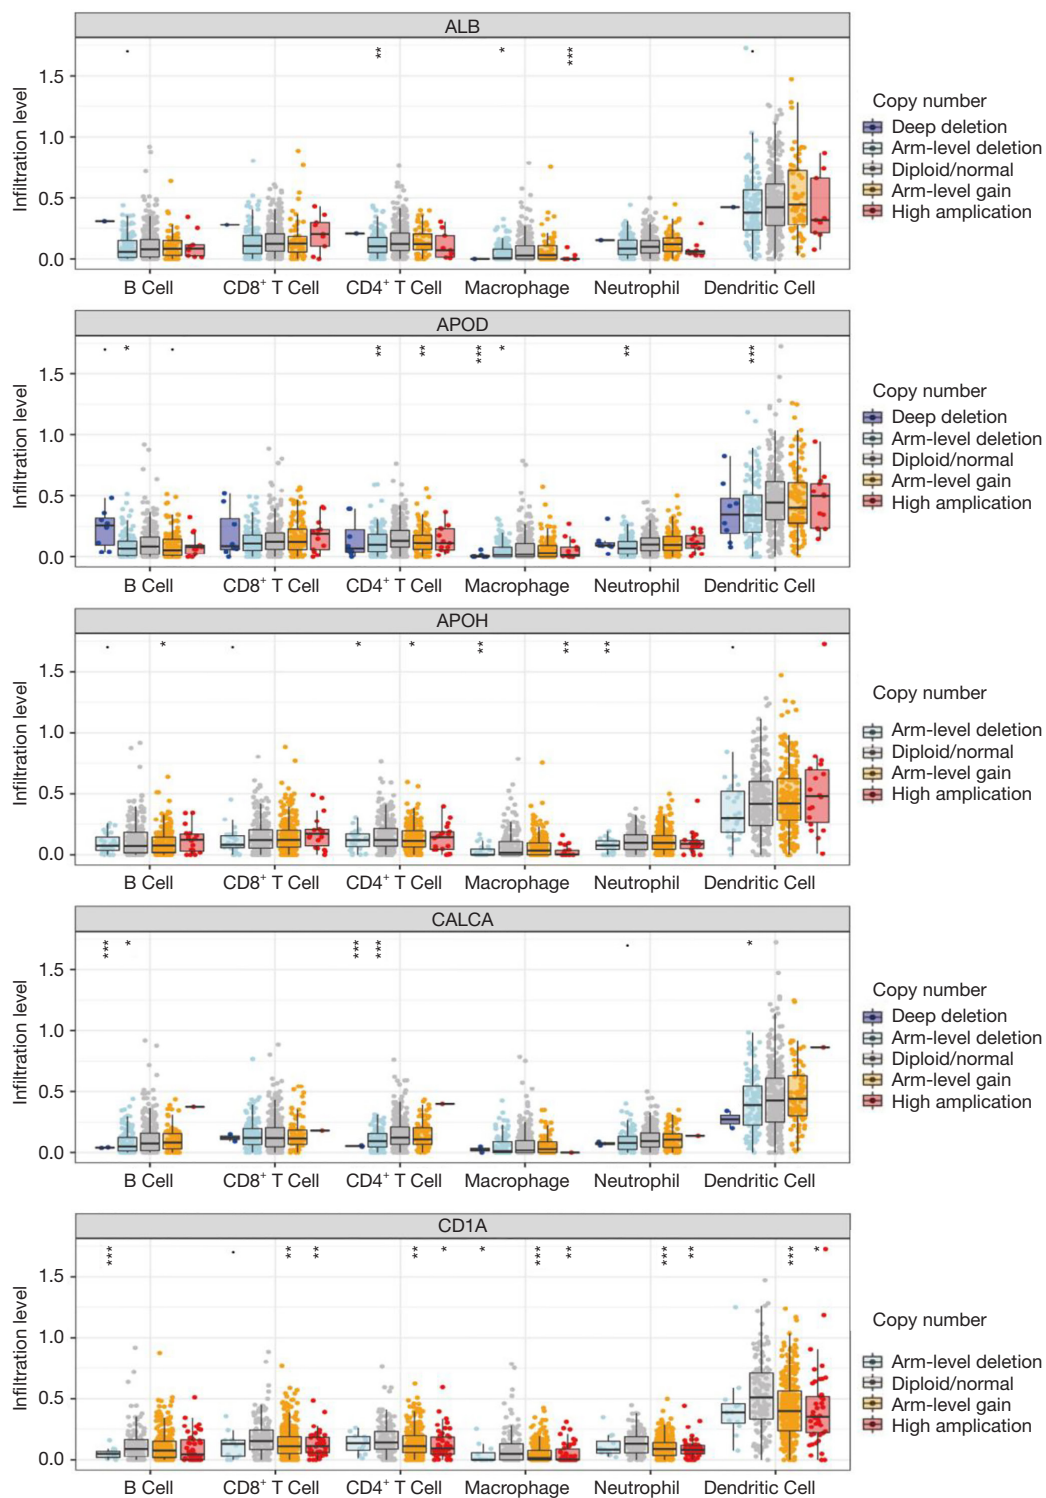 ALB
. ** * *** .
Infiltration level
1.5
1.0
0.5
0.0
B Cell CD8+ T Cell CD4+ T Cell Macrophage Neutrophil Dendritic Cell
Copy number
Deep deletion
Arm-level deletion
Diploid/normal
Arm-level gain
High amplication
APOD
. * . ** ** *** * ** ***
Infiltration level
1.5
1.0
0.5
0.0
B Cell CD8+ T Cell CD4+ T Cell Macrophage Neutrophil Dendritic Cell
Copy number
Deep deletion
Arm-level deletion
Diploid/normal
Arm-level gain
High amplication
APOH
. * . * * ** ** ** .
Infiltration level
1.5
1.0
0.5
0.0
B Cell CD8+ T Cell CD4+ T Cell Macrophage Neutrophil Dendritic Cell
Copy number
Arm-level deletion
Diploid/normal
Arm-level gain
High amplication
CALCA
*** * *** *** . *
Infiltration level
1.5
1.0
0.5
0.0
B Cell CD8+ T Cell CD4+ T Cell Macrophage Neutrophil Dendritic Cell
Copy number
Deep deletion
Arm-level deletion
Diploid/normal
Arm-level gain
High amplication
CD1A
*** . ** ** ** * * *** ** *** ** *** *
Infiltration level
1.5
1.0
0.5
0.0
B Cell CD8+ T Cell CD4+ T Cell Macrophage Neutrophil Dendritic Cell
Copy number
Arm-level deletion
Diploid/normal
Arm-level gain
High amplication